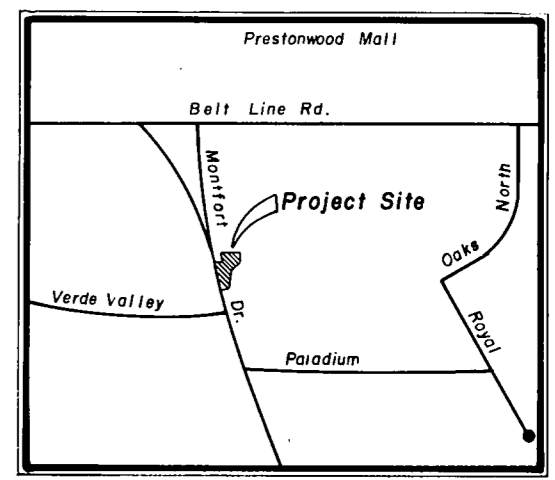 Prestonwood Mall
Belt Line Rd.
Montfort
Dr.
Project Site
North
Oaks
Verde Valley
Royal
Paladium